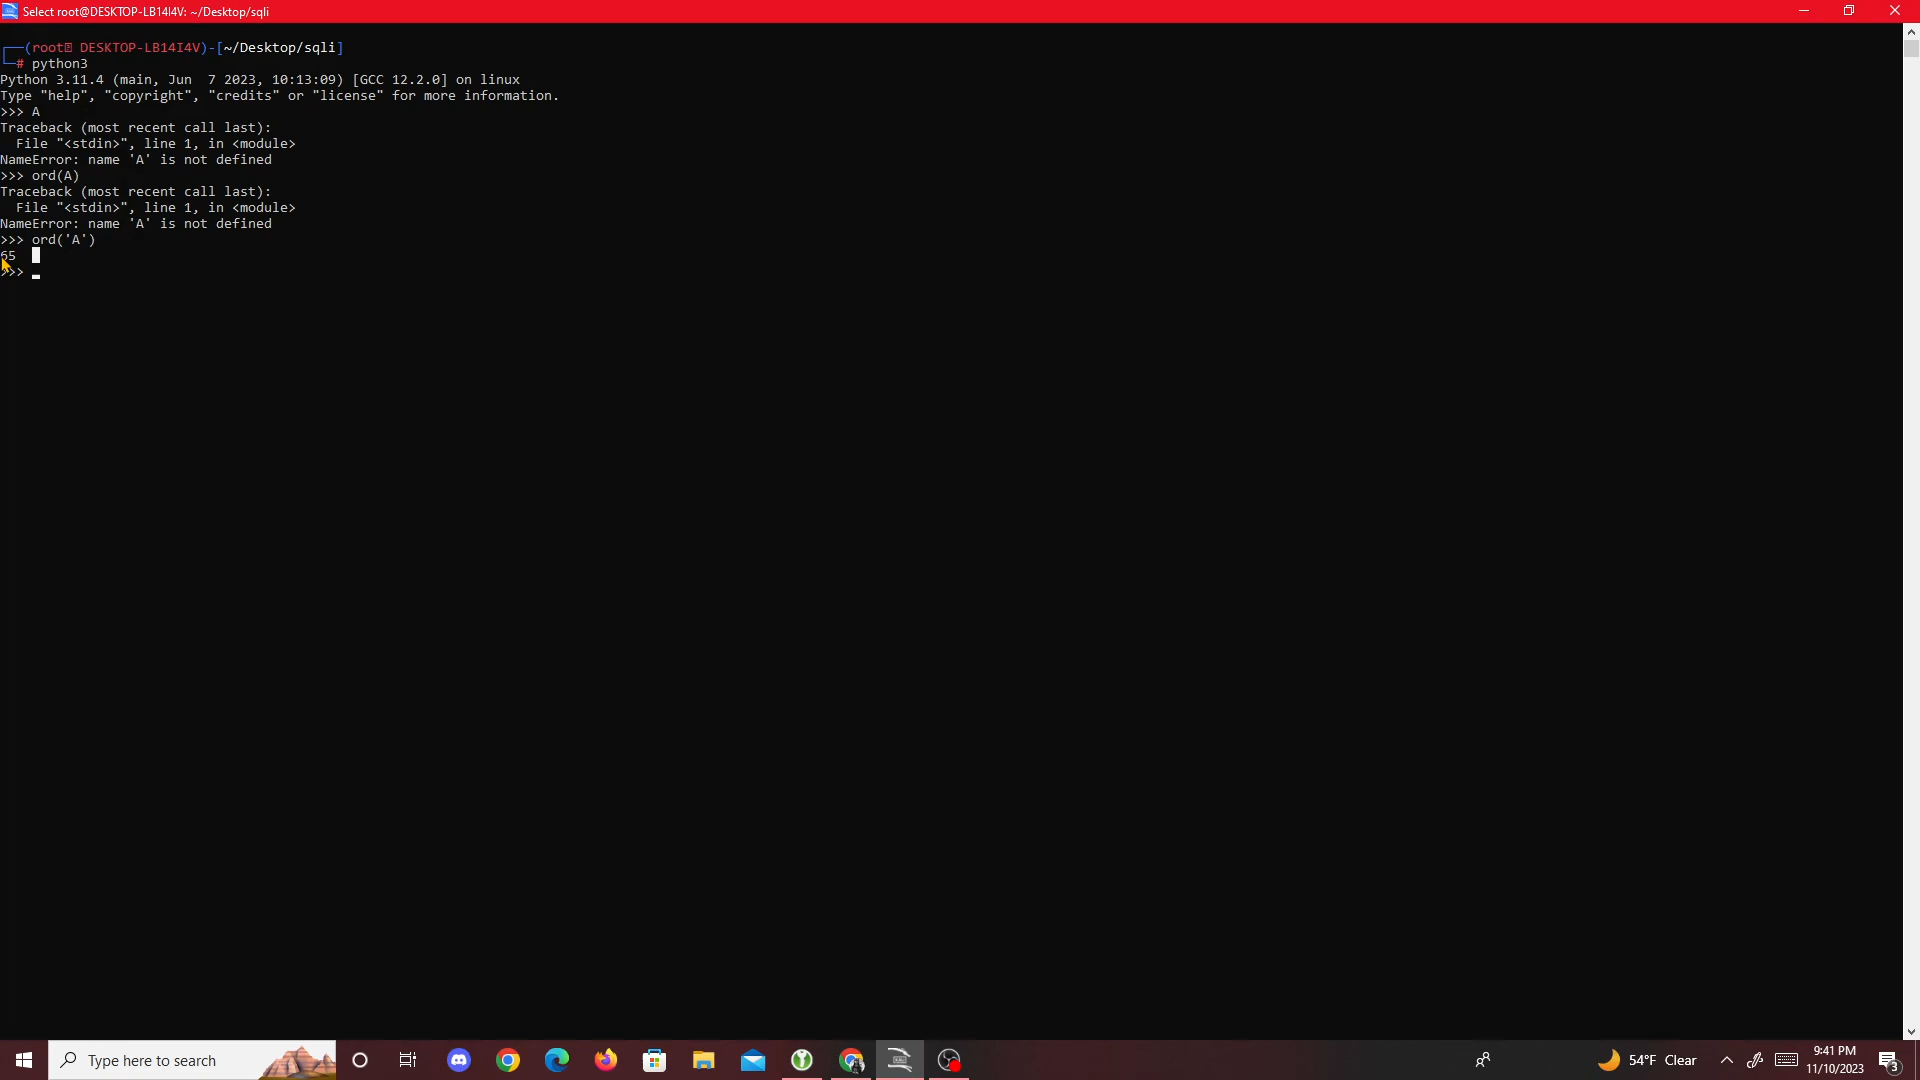 Select root@DESKTOP-LB14I4V: ~/Desktop/sqli
(root DESKTOP-LB14I4V)-[~/Desktop/sqli]
# python3
Python 3.11.4 (main, Jun  7 2023, 10:13:09) [GCC 12.2.0] on linux
Type "help", "copyright", "credits" or "license" for more information.
>>> A
Traceback (most recent call last):
  File "<stdin>", line 1, in <module>
NameError: name 'A' is not defined
>>> ord(A)
Traceback (most recent call last):
  File "<stdin>", line 1, in <module>
NameError: name 'A' is not defined
>>> ord('A')
65
>>>
Type here to search
54°F Clear
9:41 PM
11/10/2023
3